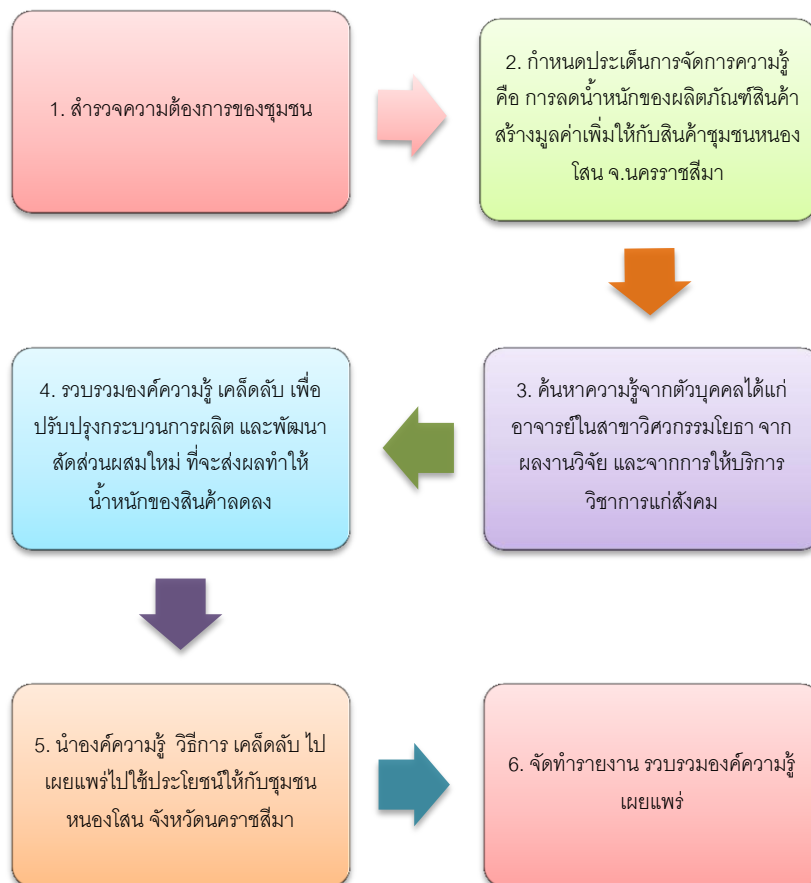 1. สำรวจความต้องการของชุมชน
2. กำหนดประเด็นการจัดการความรู้
คือ การลดน้ำหนักของผลิตภัณฑ์สินค้า
สร้างมูลค่าเพิ่มให้กับสินค้าชุมชนหนอง
โสน จ.นครราชสีมา
3. ค้นหาความรู้จากตัวบุคคลได้แก่
อาจารย์ในสาขาวิศวกรรมโยธา จาก
ผลงานวิจัย และจากการให้บริการ
วิชาการแก่สังคม
4. รวบรวมองค์ความรู้ เคล็ดลับ เพื่อ
ปรับปรุงกระบวนการผลิต และพัฒนา
สัดส่วนผสมใหม่ ที่จะส่งผลทำให้
น้ำหนักของสินค้าลดลง
5. นำองค์ความรู้ วิธีการ เคล็ดลับ ไป
เผยแพร่ไปใช้ประโยชน์ให้กับชุมชน
หนองโสน จังหวัดนคราชสีมา
6. จัดทำรายงาน รวบรวมองค์ความรู้
เผยแพร่